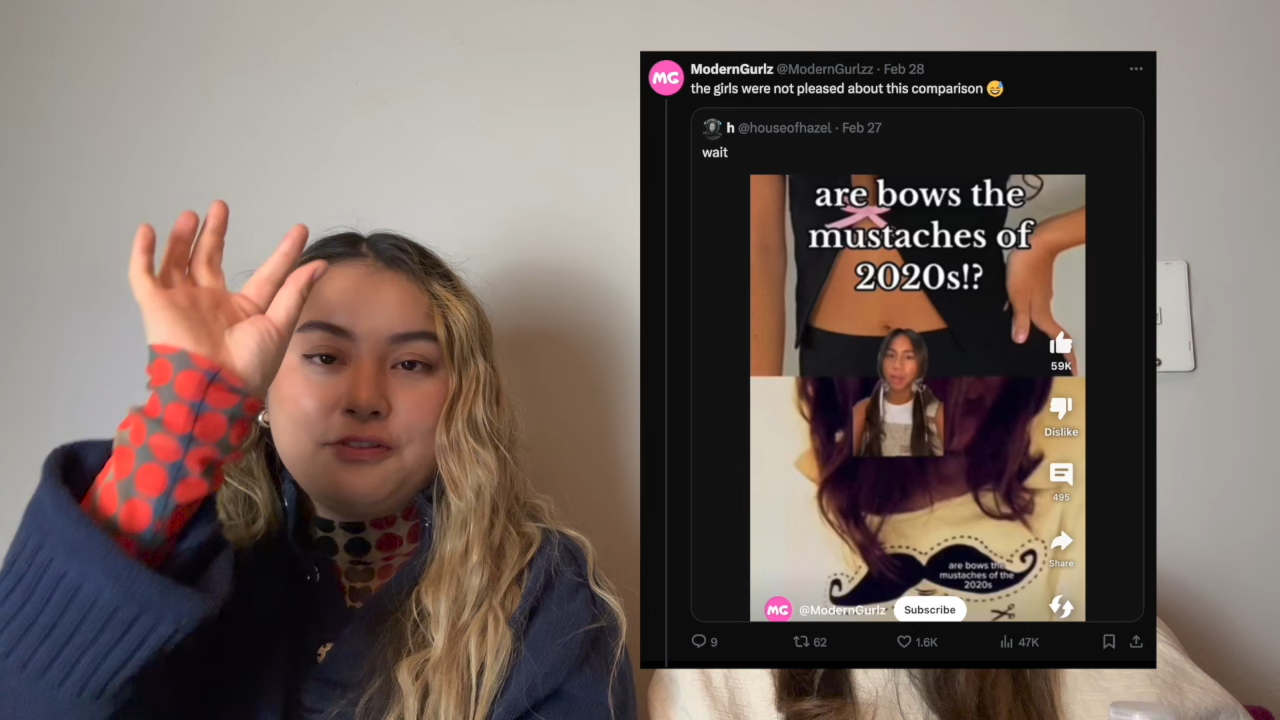 MG
ModernGurlz @ModernGurlzz · Feb 28
the girls were not pleased about this comparison 😅
h @houseofhazel · Feb 27
wait
are bows the
mustaches of
2020s!?
59K
Dislike
495
Share
are bows the
mustaches of the
2020s
MG @ModernGurlz Subscribe
9 62 1.6K 47K